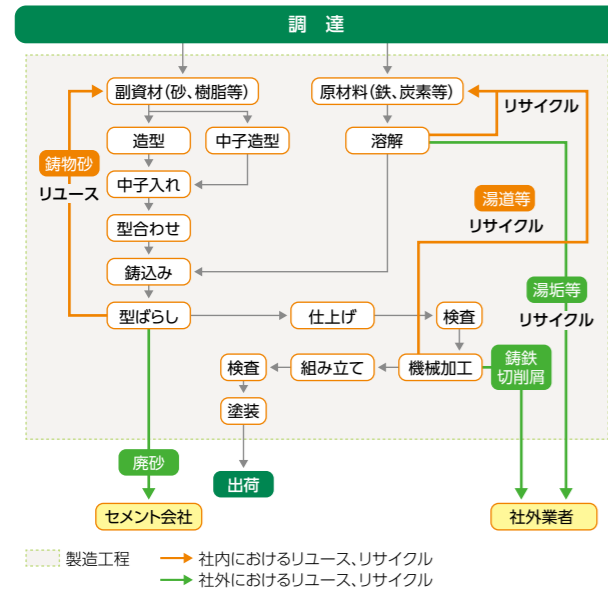 調達
副資材(砂、樹脂等)
原材料(鉄、炭素等)
リサイクル
造型
中子造型
溶解
鋳物砂
リユース
中子入れ
湯道等
リサイクル
型合わせ
鋳込み
湯垢等
リサイクル
型ばらし
仕上げ
検査
検査
組み立て
機械加工
鋳鉄
切削屑
塗装
廃砂
出荷
セメント会社
社外業者
製造工程
社内におけるリユース、リサイクル
社外におけるリユース、リサイクル